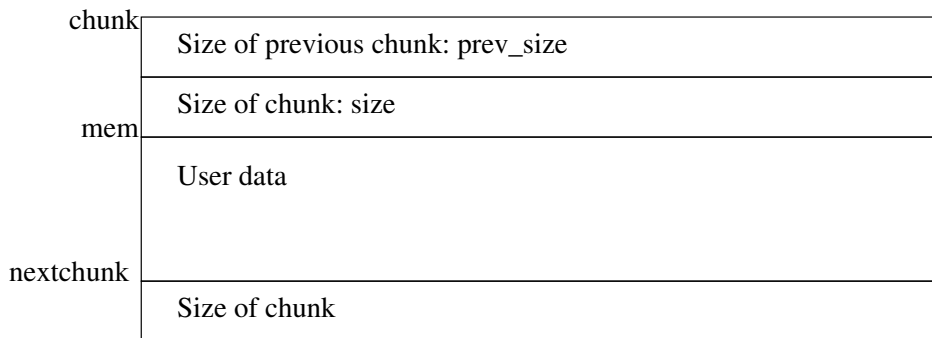 chunk
Size of previous chunk: prev_size
Size of chunk: size
mem
User data
nextchunk
Size of chunk